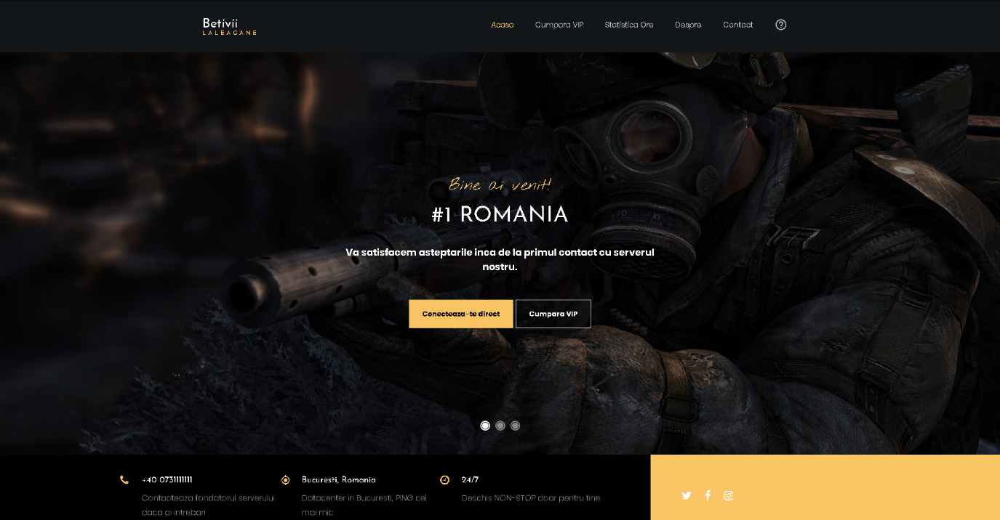 Betivii
LALEAGANE
Acasa
Cumpara VIP
Statistica Ore
Despre
Contact
Bine ai venit!
#1 ROMANIA
Va satisfacem asteptarile inca de la primul contact cu serverul
nostru.
Conecteaza-te direct
Cumpara VIP
+40 0731111111
Contacteaza fondatorul serverului
daca ai intrebari
Bucuresti, Romania
Datacenter in Bucuresti, PING cel
mai mic
24/7
Deschis NON-STOP doar pentru tine